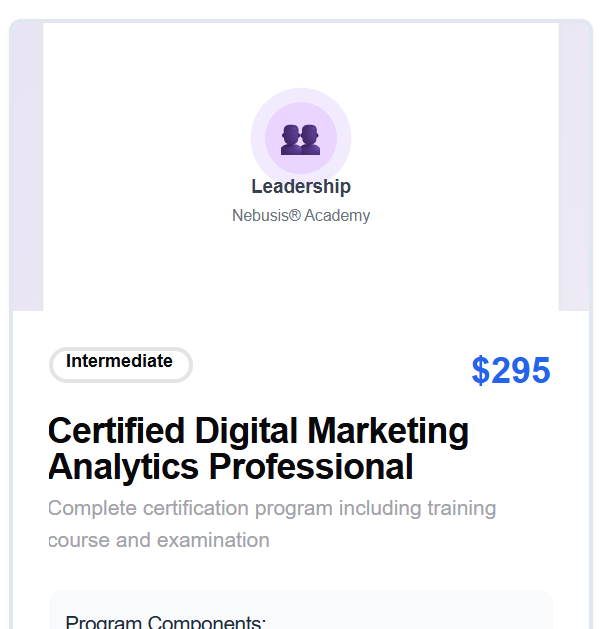 Leadership
Nebusis® Academy
Intermediate
$295
Certified Digital Marketing
Analytics Professional
Complete certification program including training
course and examination
Program Components: